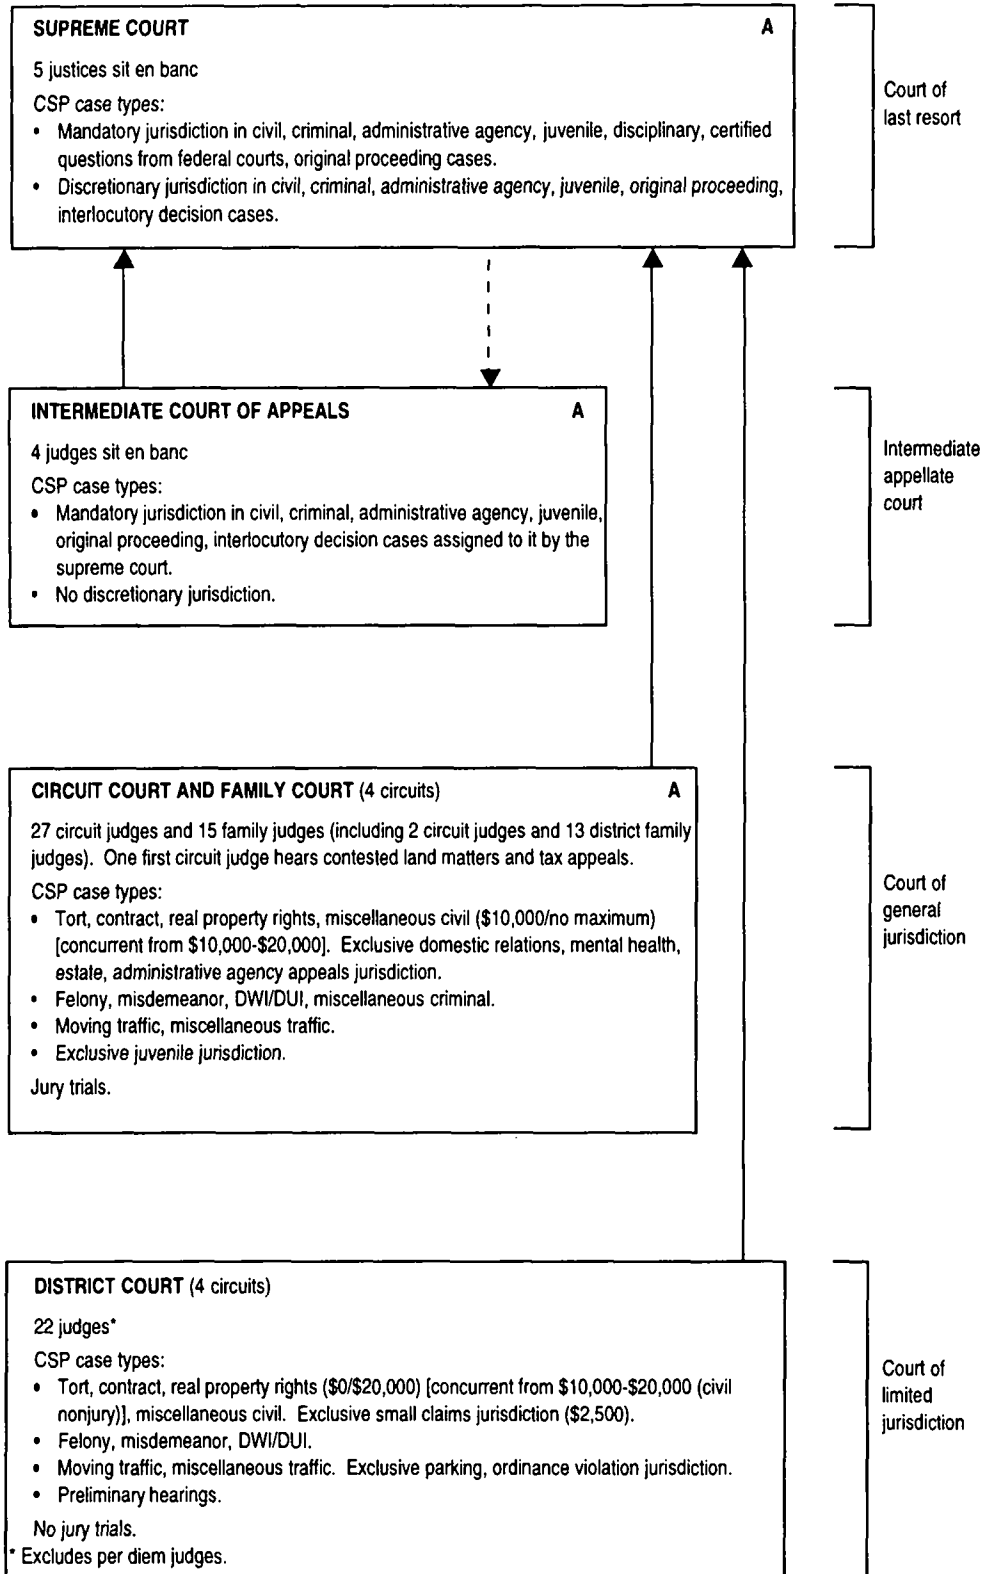 SUPREME COURT A
5 justices sit en banc
CSP case types:
• Mandatory jurisdiction in civil, criminal, administrative agency, juvenile, disciplinary, certified
questions from federal courts, original proceeding cases.
• Discretionary jurisdiction in civil, criminal, administrative agency, juvenile, original proceeding,
interlocutory decision cases.
Court of
last resort
INTERMEDIATE COURT OF APPEALS A
4 judges sit en banc
CSP case types:
• Mandatory jurisdiction in civil, criminal, administrative agency, juvenile,
original proceeding, interlocutory decision cases assigned to it by the
supreme court.
• No discretionary jurisdiction.
Intermediate
appellate
court
CIRCUIT COURT AND FAMILY COURT (4 circuits) A
27 circuit judges and 15 family judges (including 2 circuit judges and 13 district family
judges). One first circuit judge hears contested land matters and tax appeals.
CSP case types:
• Tort, contract, real property rights, miscellaneous civil ($10,000/no maximum)
[concurrent from $10,000-$20,000]. Exclusive domestic relations, mental health,
estate, administrative agency appeals jurisdiction.
• Felony, misdemeanor, DWI/DUI, miscellaneous criminal.
• Moving traffic, miscellaneous traffic.
• Exclusive juvenile jurisdiction.
Jury trials.
Court of
general
jurisdiction
DISTRICT COURT (4 circuits)
22 judges*
CSP case types:
• Tort, contract, real property rights ($0/$20,000) [concurrent from $10,000-$20,000 (civil
nonjury)], miscellaneous civil. Exclusive small claims jurisdiction ($2,500).
• Felony, misdemeanor, DWI/DUI.
• Moving traffic, miscellaneous traffic. Exclusive parking, ordinance violation jurisdiction.
• Preliminary hearings.
No jury trials.
* Excludes per diem judges.
Court of
limited
jurisdiction